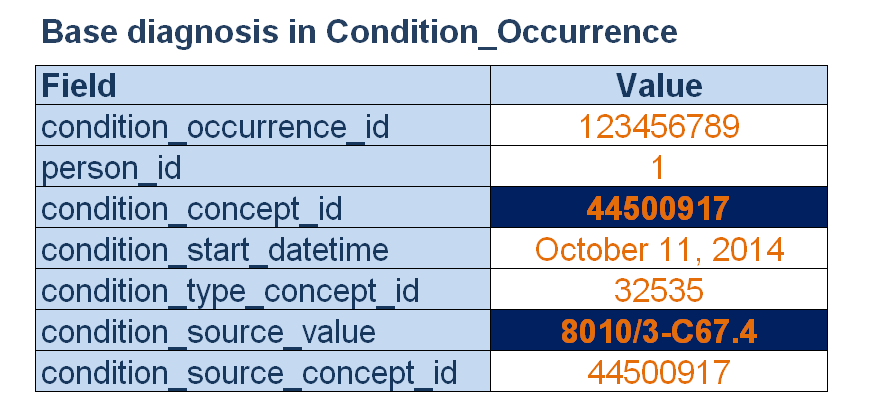 Base diagnosis in Condition_Occurrence
Field Value
condition_occurrence_id 123456789
person_id 1
condition_concept_id 44500917
condition_start_datetime October 11, 2014
condition_type_concept_id 32535
condition_source_value 8010/3-C67.4
condition_source_concept_id 44500917